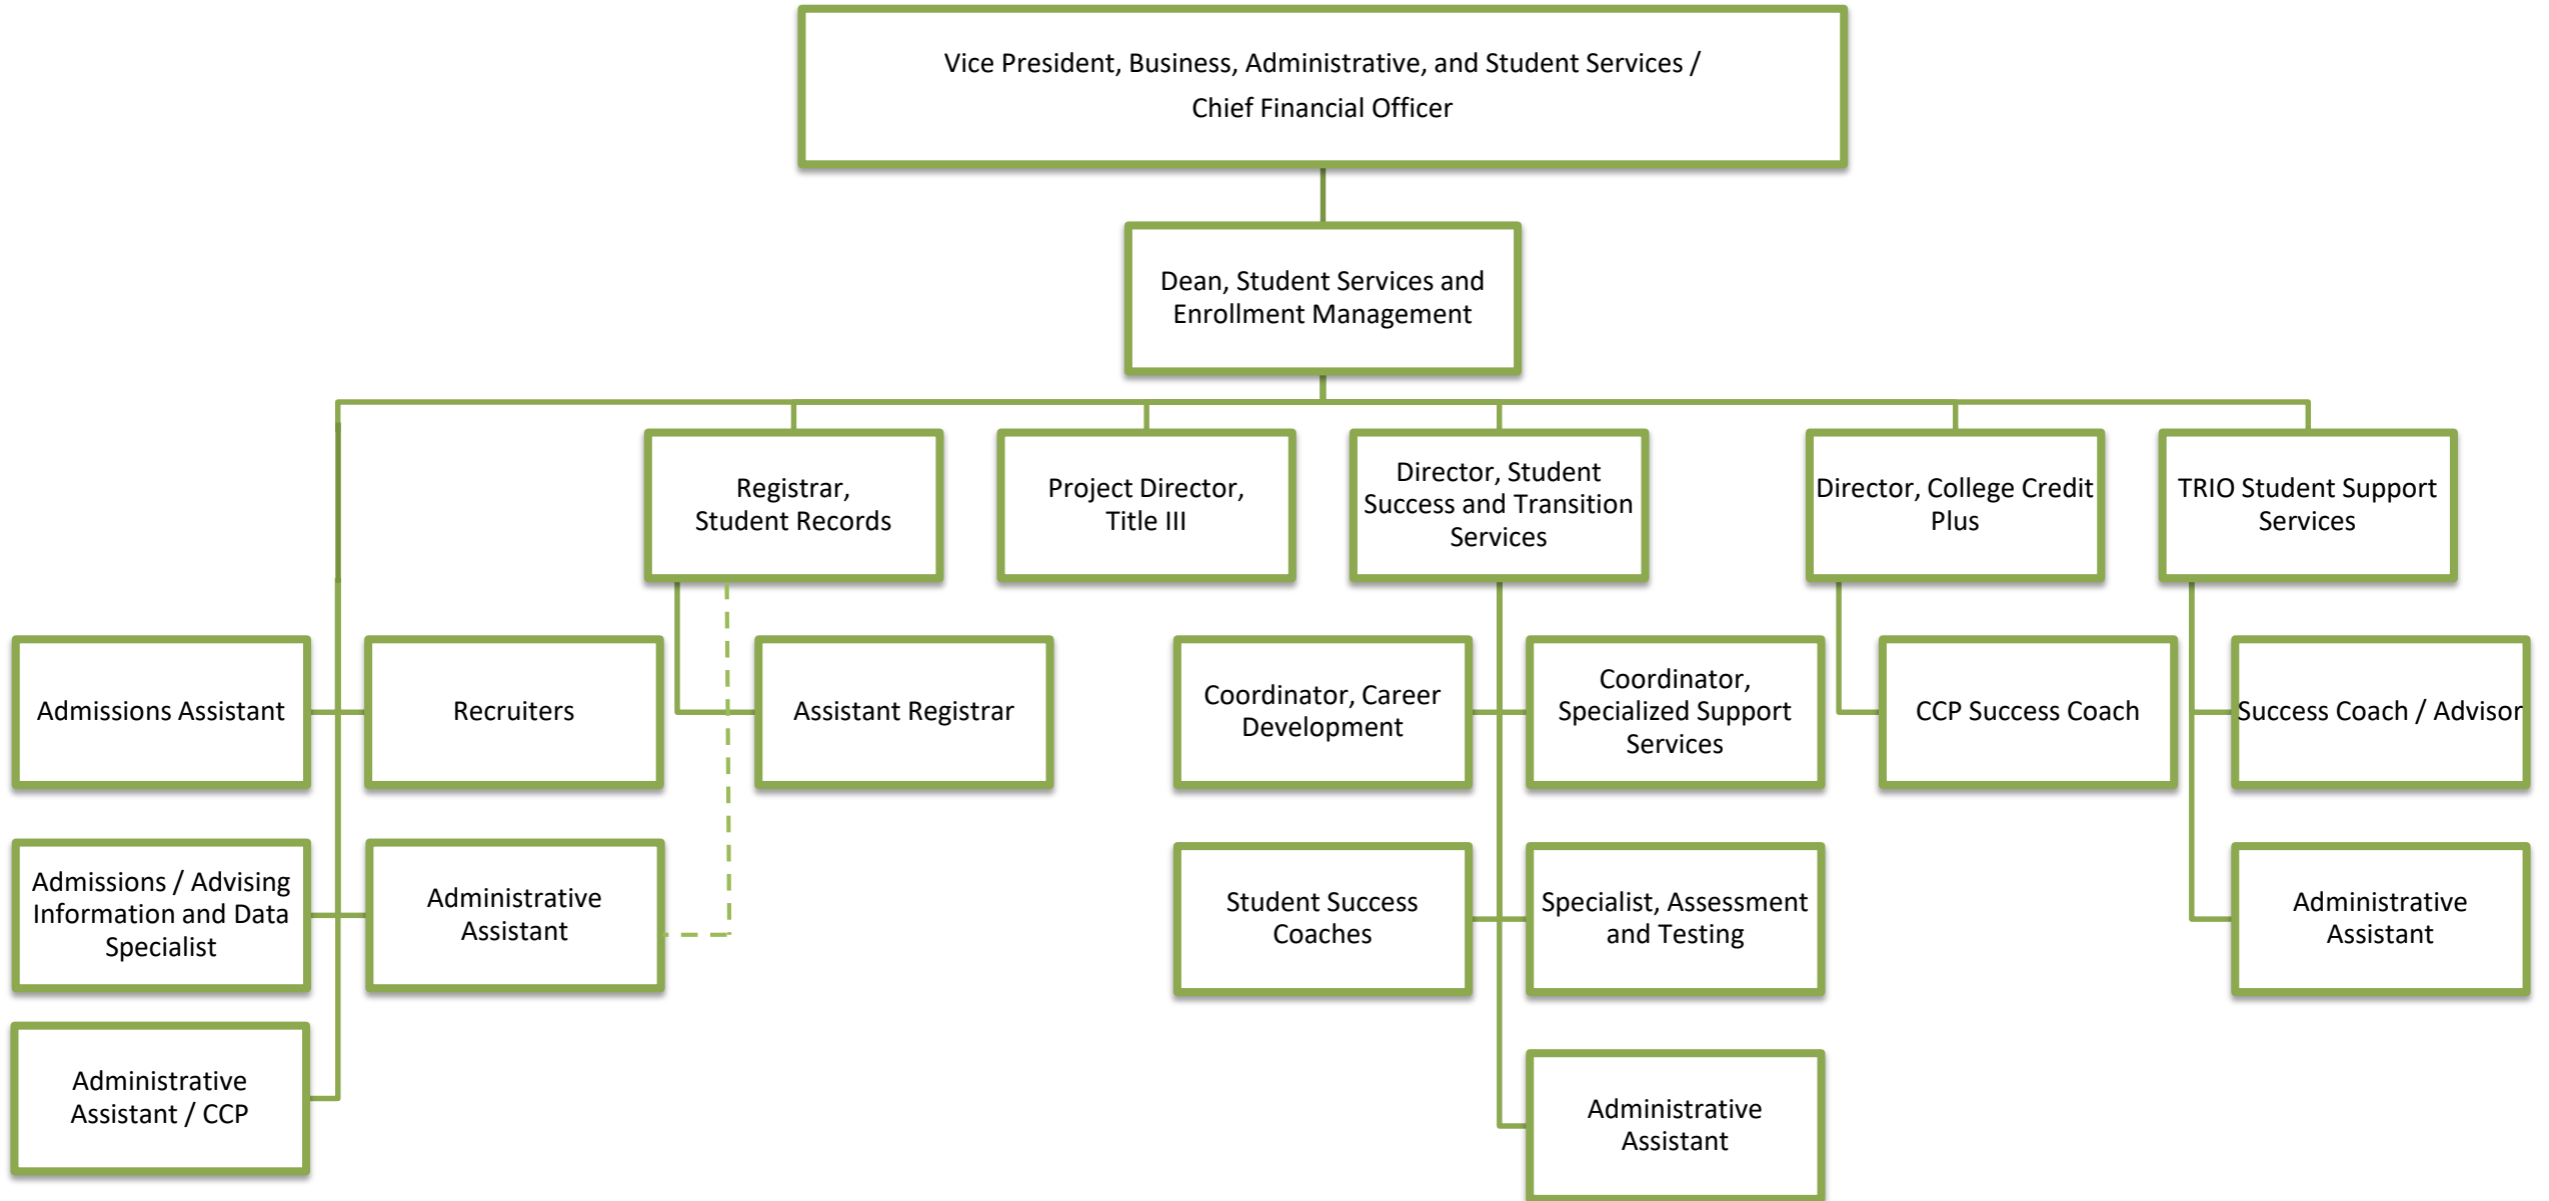 Vice President, Business, Administrative, and Student Services /
Chief Financial Officer
Dean, Student Services and
Enrollment Management
Registrar,
Student Records
Project Director,
Title III
Director, Student
Success and Transition
Services
Director, College Credit
Plus
TRIO Student Support
Services
Admissions Assistant
Recruiters
Assistant Registrar
Coordinator, Career
Development
Coordinator,
Specialized Support
Services
CCP Success Coach
Success Coach / Advisor
Admissions / Advising
Information and Data
Specialist
Administrative
Assistant
Student Success
Coaches
Specialist, Assessment
and Testing
Administrative
Assistant
Administrative
Assistant / CCP
Administrative
Assistant